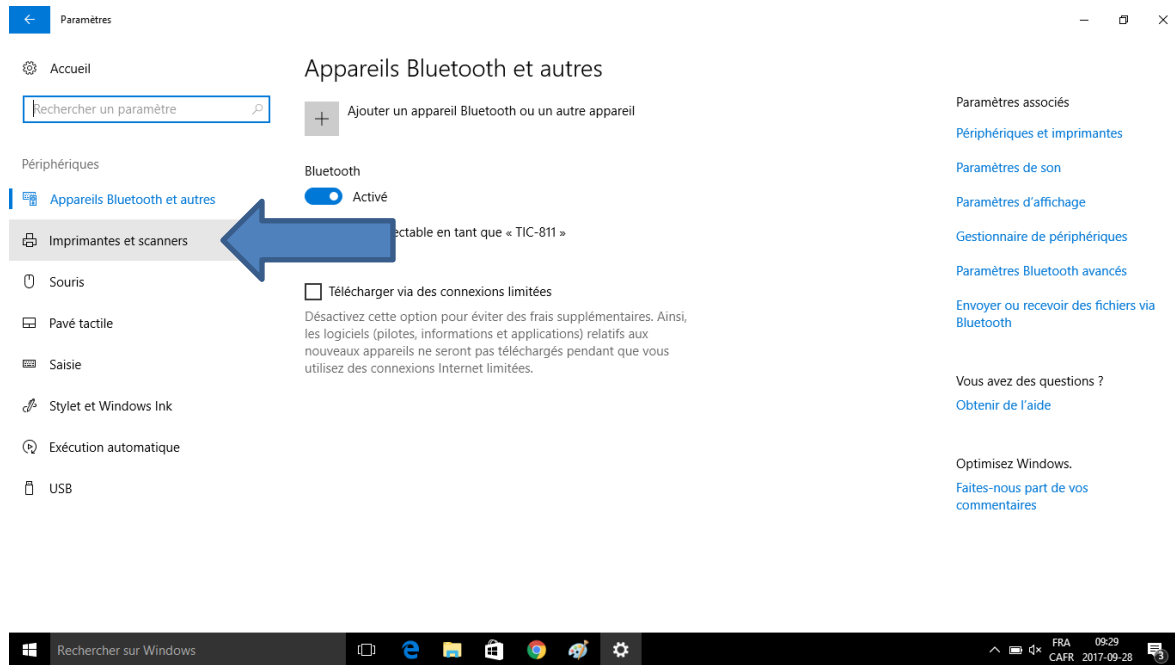 Paramètres
Accueil
Rechercher un paramètre
Périphériques
Appareils Bluetooth et autres
Imprimantes et scanners
Souris
Pavé tactile
Saisie
Stylet et Windows Ink
Exécution automatique
USB
Appareils Bluetooth et autres
Ajouter un appareil Bluetooth ou un autre appareil
Bluetooth
Activé
en tant que « TIC-811 »
Télécharger via des connexions limitées
Désactivez cette option pour éviter des frais supplémentaires. Ainsi,
les logiciels (pilotes, informations et applications) relatifs aux
nouveaux appareils ne seront pas téléchargés pendant que vous
utilisez des connexions Internet limitées.
Paramètres associés
Périphériques et imprimantes
Paramètres de son
Paramètres d'affichage
Gestionnaire de périphériques
Paramètres Bluetooth avancés
Envoyer ou recevoir des fichiers via
Bluetooth
Vous avez des questions ?
Obtenir de l'aide
Optimisez Windows.
Faites-nous part de vos
commentaires
Rechercher sur Windows
FRA 09:29
CAFR 2017-09-28
3